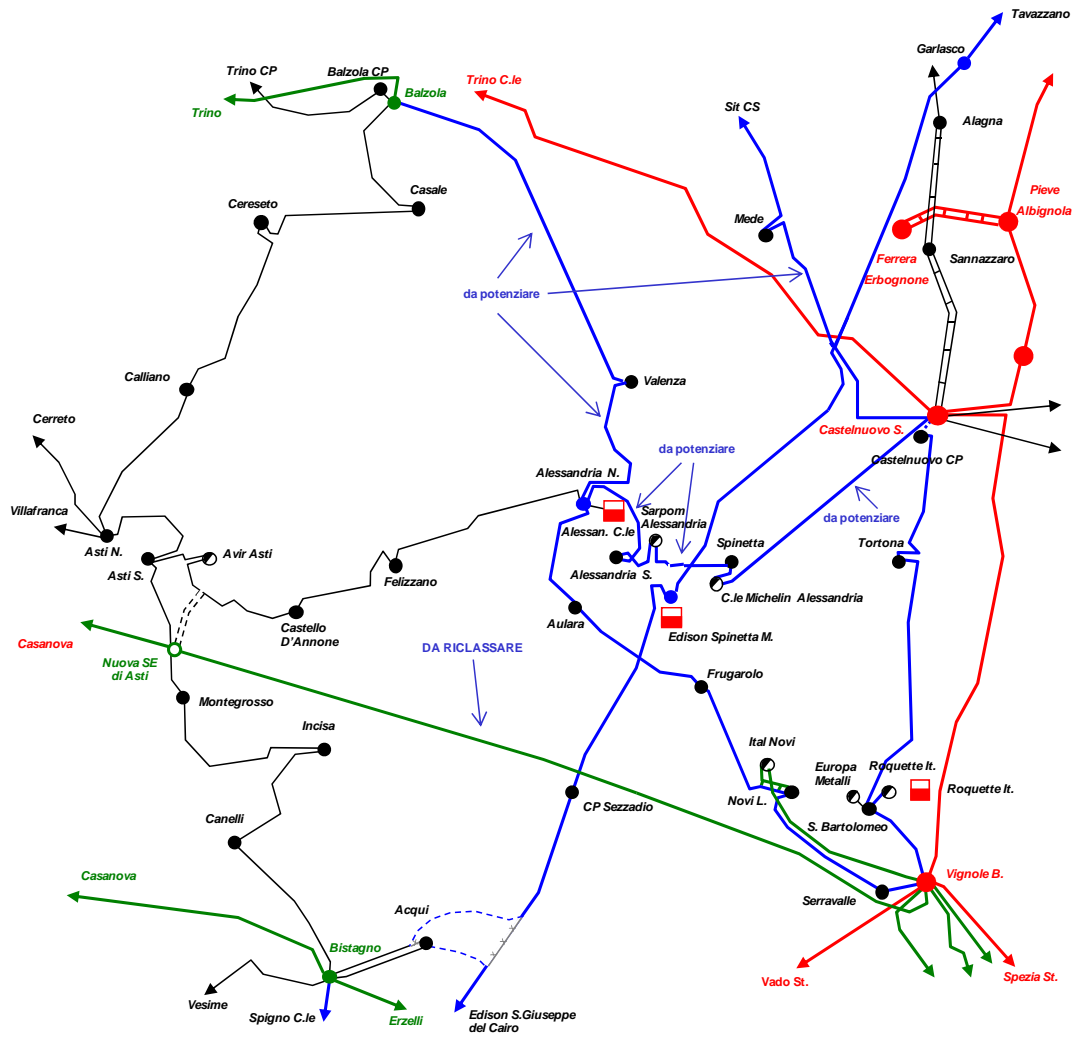 Tavazzano
Garlasco
Trino CP
Balzola CP
Balzola
Trino C.le
Trino
Sit CS
Alagna
Casale
Cereseto
Mede
Pieve
Albignola
Ferrera
Erbognone
Sannazzaro
da potenziare
Calliano
Valenza
Cerreto
Castelnuovo S.
Castelnuovo CP
da potenziare
Alessandria N.
Villafranca
Sarpom
Alessandria
Alessan. C.le
da potenziare
Asti N.
Avir Asti
Asti S.
Felizzano
Alessandria S.
Spinetta
Tortona
C.le Michelin Alessandria
Castello
D'Annone
Aulara
Edison Spinetta M.
Casanova
DA RICLASSARE
Nuova SE
di Asti
Frugarolo
Montegrosso
Incisa
Ital Novi
Europa
Metalli
Roquette It.
Roquette It.
CP Sezzadio
Novi L.
Canelli
S. Bartolomeo
Casanova
Vignole B.
Serravalle
Acqui
Bistagno
Vado St.
Spezia St.
Vesime
Spigno C.le
Erzelli
Edison S.Giuseppe
del Cairo